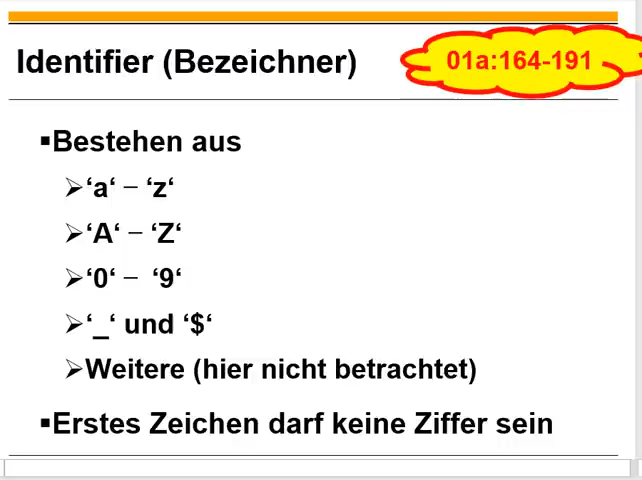 Identifier (Bezeichner)
01a:164-191
▪Bestehen aus
➢‘a‘ – ‘z‘
➢‘A‘ – ‘Z‘
➢‘0‘ – ‘9‘
➢‘_‘ und ‘$‘
➢Weitere (hier nicht betrachtet)
▪Erstes Zeichen darf keine Ziffer sein